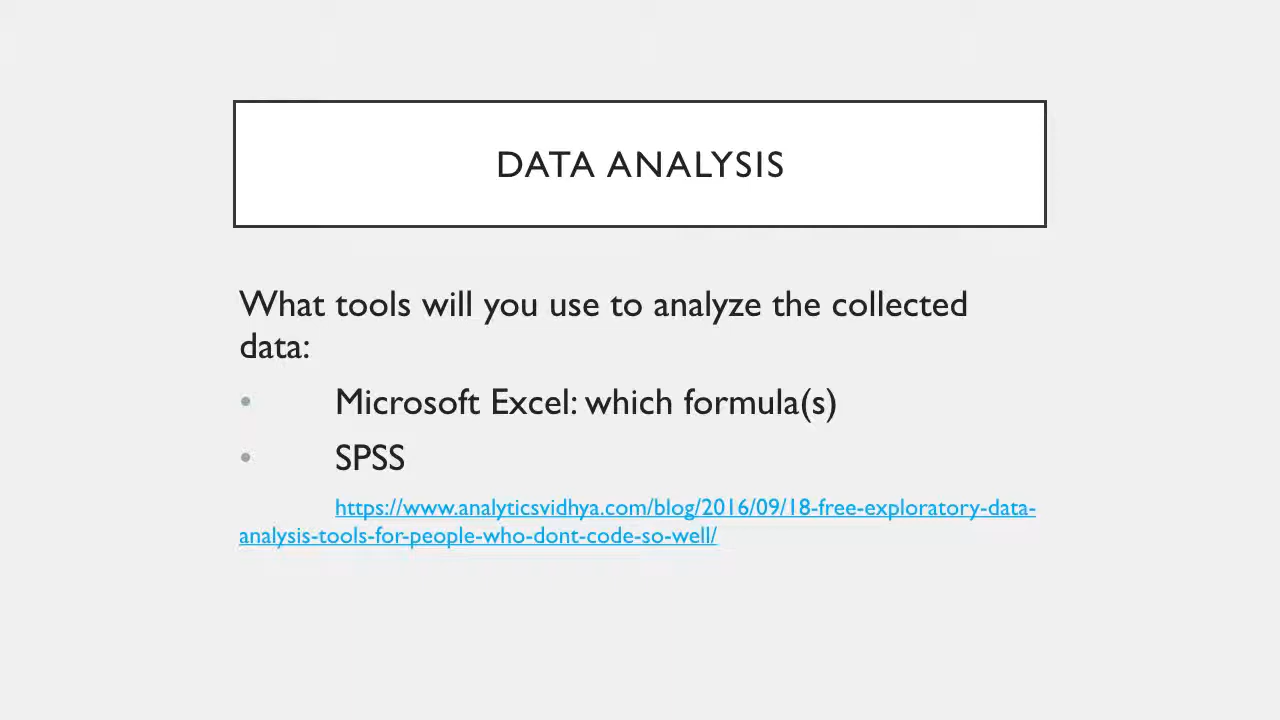 DATA ANALYSIS
What tools will you use to analyze the collected
data:
• Microsoft Excel: which formula(s)
• SPSS
https://www.analyticsvidhya.com/blog/2016/09/18-free-exploratory-data-
analysis-tools-for-people-who-dont-code-so-well/